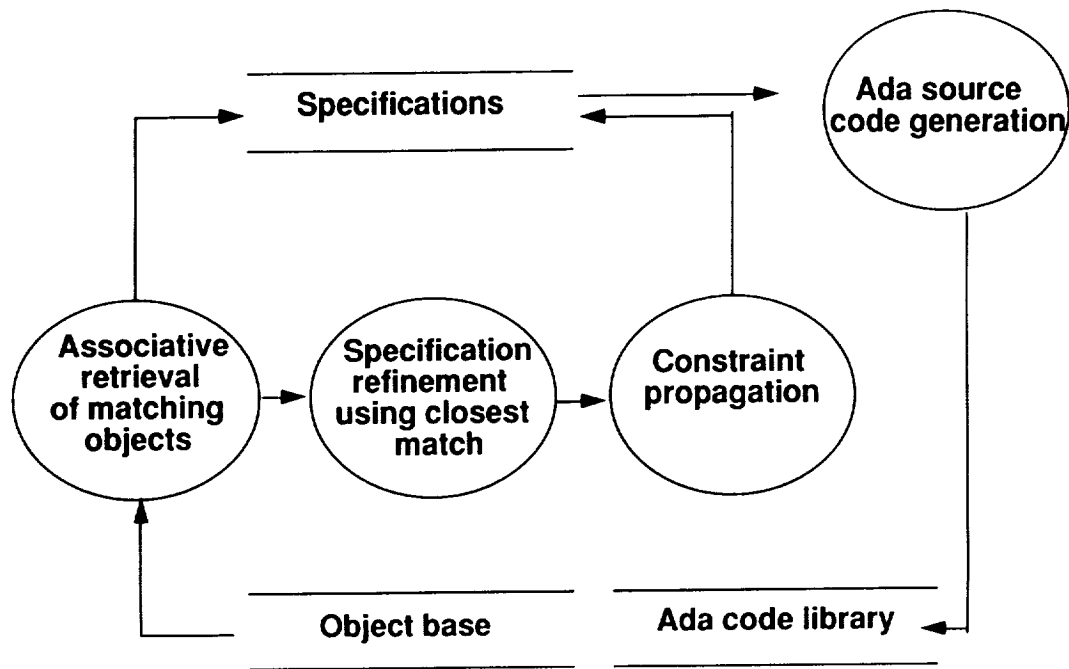 Specifications
Ada source
code generation
Associative
retrieval
of matching
objects
Specification
refinement
using closest
match
Constraint
propagation
Object base
Ada code library